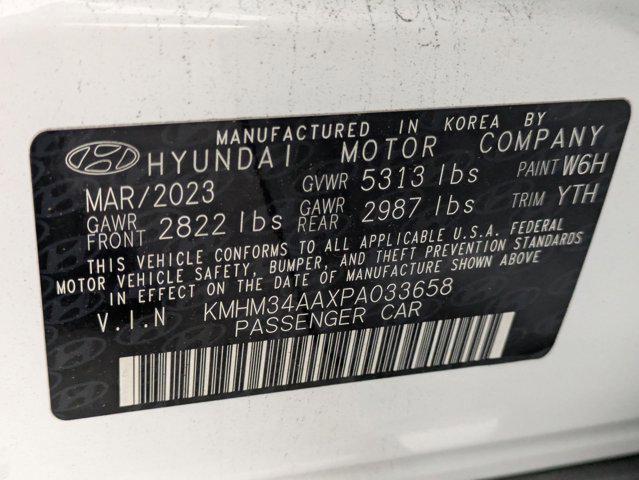 MANUFACTURED IN KOREA BY
HYUNDAI MOTOR COMPANY
MAR/2023 GVWR 5313 lbs PAINT W6H
GAWR FRONT 2822 lbs GAWR REAR 2987 lbs TRIM YTH
THIS VEHICLE CONFORMS TO ALL APPLICABLE U.S.A. FEDERAL
MOTOR VEHICLE SAFETY, BUMPER, AND THEFT PREVENTION STANDARDS
IN EFFECT ON THE DATE OF MANUFACTURE SHOWN ABOVE
V.I.N KMHM34AAXPA033658
PASSENGER CAR